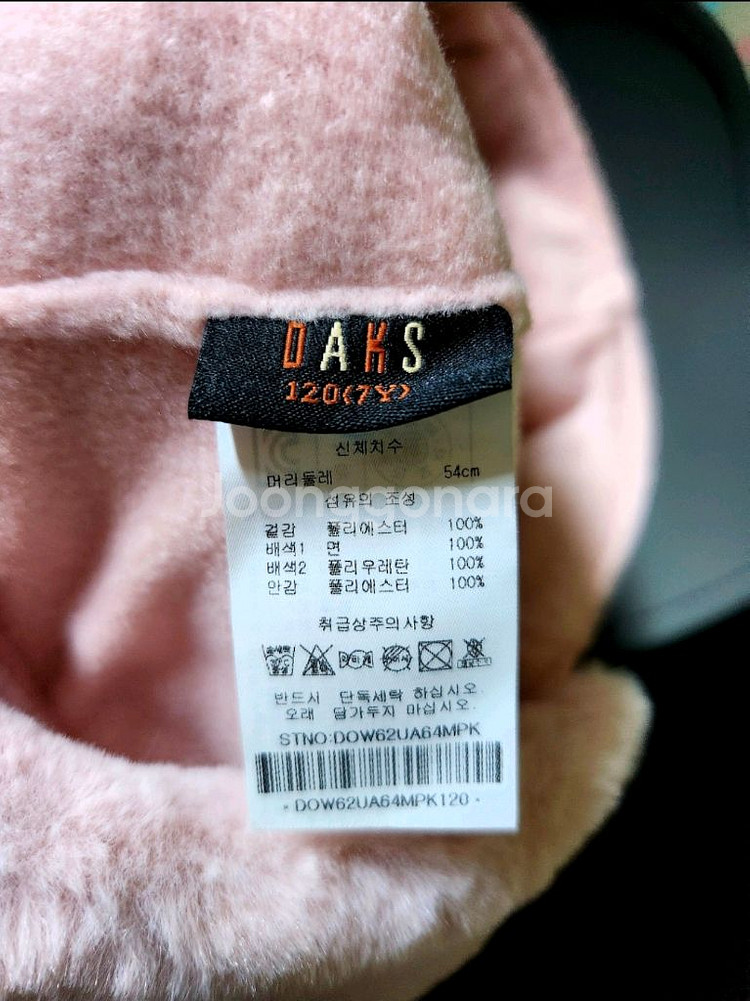 DAKS
120(7Y)
신체치수
머리둘레 54cm
Joonggonara
섬유의 조성
겉감 폴리에스터 100%
배색1 면 100%
배색2 폴리우레탄 100%
안감 폴리에스터 100%
취급상주의사항
반드시 단독세탁 하십시오.
오래 담가두지 마십시오.
STNO:DOW62UA64MPK
- DOW62UA64MPK120 -